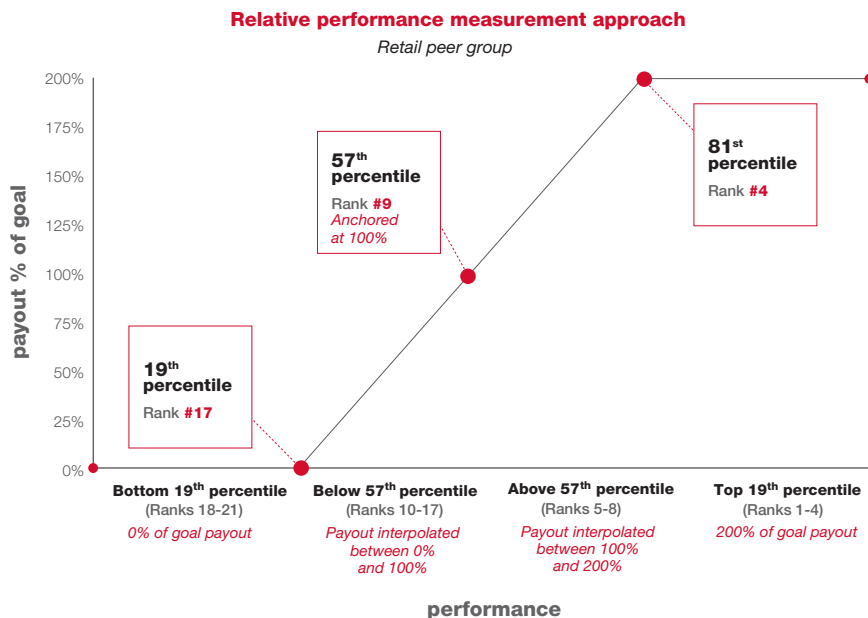 Relative performance measurement approach
Retail peer group
payout % of goal
200%
175%
150%
125%
100%
75%
50%
25%
0%
19th
percentile
Rank #17
57th
percentile
Rank #9
Anchored
at 100%
81st
percentile
Rank #4
Bottom 19th percentile
(Ranks 18-21)
0% of goal payout
Below 57th percentile
(Ranks 10-17)
Payout interpolated
between 0%
and 100%
Above 57th percentile
(Ranks 5-8)
Payout interpolated
between 100%
and 200%
Top 19th percentile
(Ranks 1-4)
200% of goal payout
performance